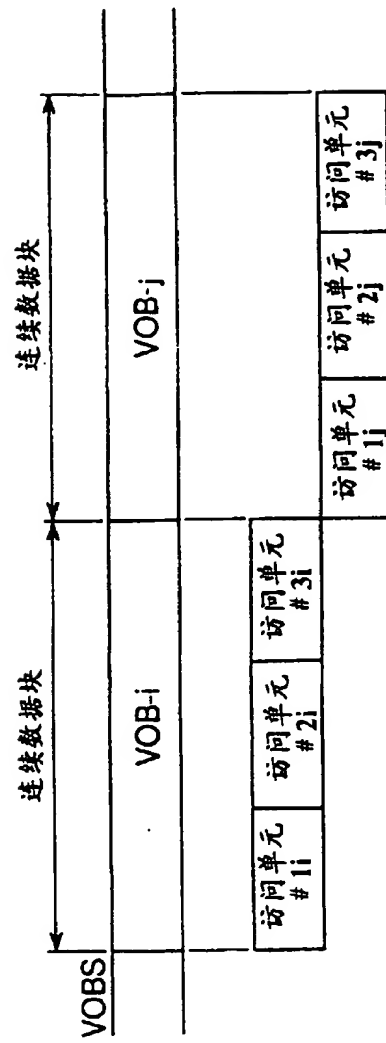 连续数据块
连续数据块
VOBS
VOB-i
VOB-j
访问单元
# 1i
访问单元
# 2i
访问单元
# 3i
访问单元
# 1j
访问单元
# 2j
访问单元
# 3j